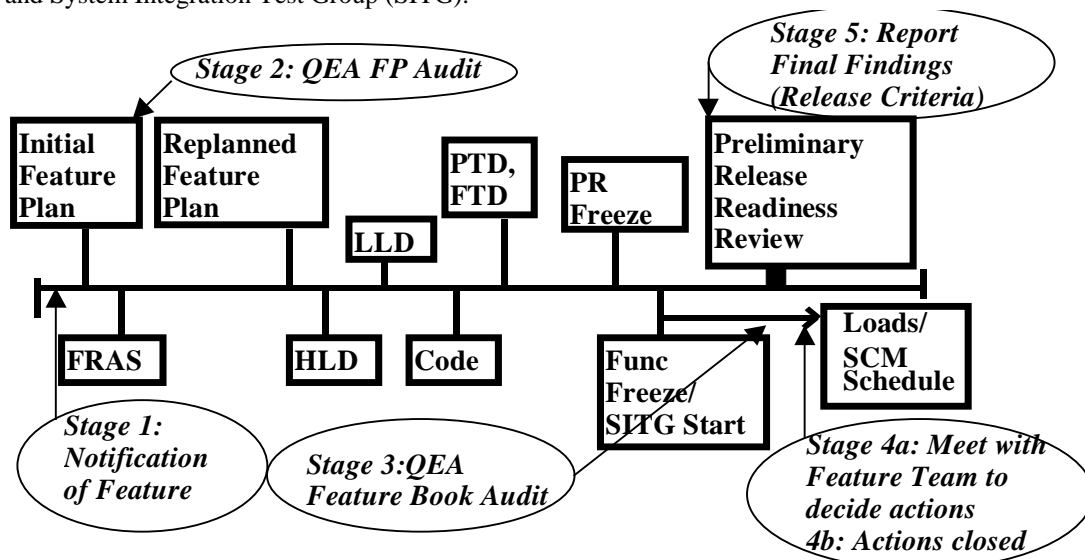 and System Integration Test Group (SITG).
Stage 5: Report
Final Findings
(Release Criteria)
Stage 2: QEA FP Audit
Initial
Feature
Plan
Replanned
Feature
Plan
PTD,
FTD
PR
Freeze
Preliminary
Release
Readiness
Review
LLD
FRAS
HLD
Code
Func
Freeze/
SITG Start
Loads/
SCM
Schedule
Stage 1:
Notification
of Feature
Stage 3:QEA
Feature Book Audit
Stage 4a: Meet with
Feature Team to
decide actions
4b: Actions closed